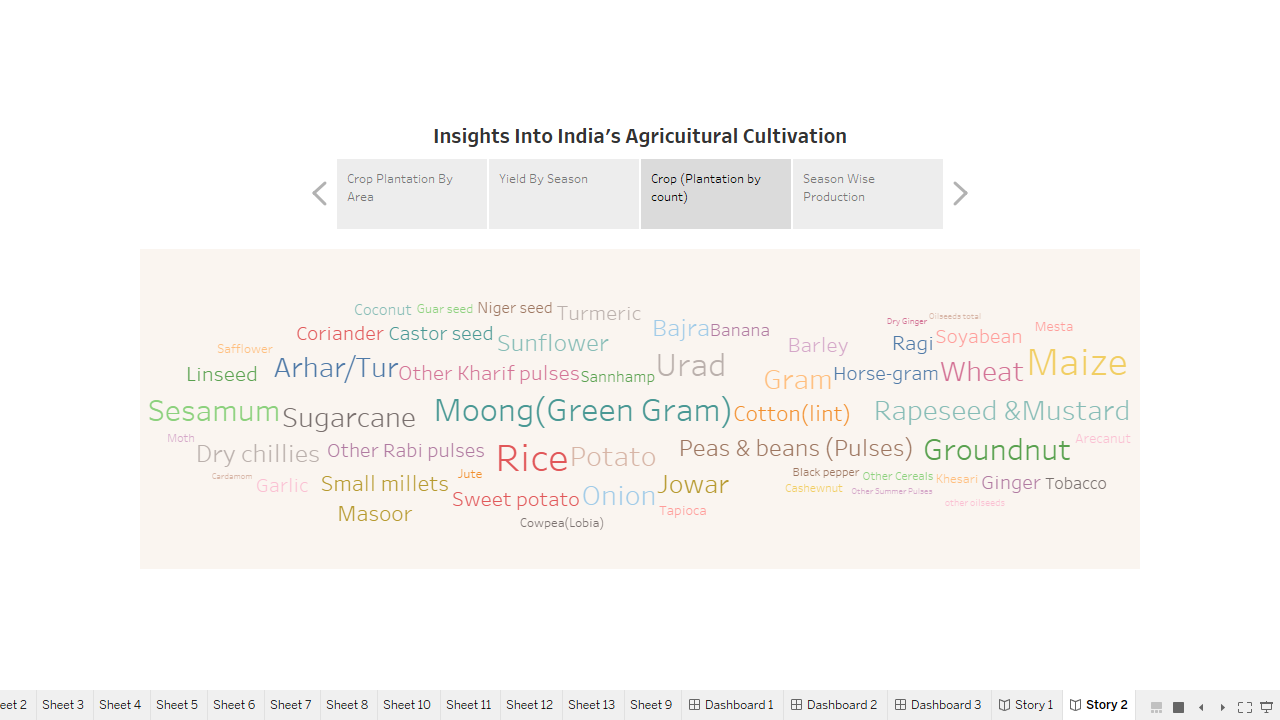 Insights Into India's Agricuitural Cultivation
Crop Plantation By
Area
Yield By Season
Crop (Plantation by
count)
Season Wise
Production
Coconut Guar seed Niger seed Turmeric
Dry Ginger Oilseeds total
Coriander Castor seed Sunflower Bajra Banana Mesta
Safflower Barley Ragi Soyabean
Linseed Arhar/Tur Other Kharif pulses Sannhamp Urad Gram Horse-gram Wheat Maize
Sesamum Sugarcane Moong(Green Gram) Cotton(lint) Rapeseed &Mustard
Moth Dry chillies Other Rabi pulses Rice Potato Peas & beans (Pulses) Groundnut Arecanut
Cardamom Garlic Small millets Jute Sweet potato Onion Jowar Black pepper Other Cereals Khesari Ginger Tobacco
Cashewnut Other Summer Pulses
Masoor Cowpea(Lobia) Tapioca other oilseeds
eet 2 Sheet 3 Sheet 4 Sheet 5 Sheet 6 Sheet 7 Sheet 8 Sheet 10 Sheet 11 Sheet 12 Sheet 13 Sheet 9 Dashboard 1 Dashboard 2 Dashboard 3 Story 1 Story 2